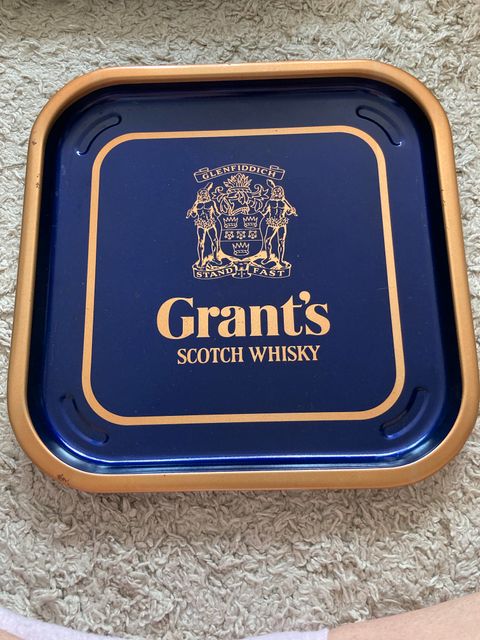 GLENFIDDICH
STAND FAST
Grant's
SCOTCH WHISKY